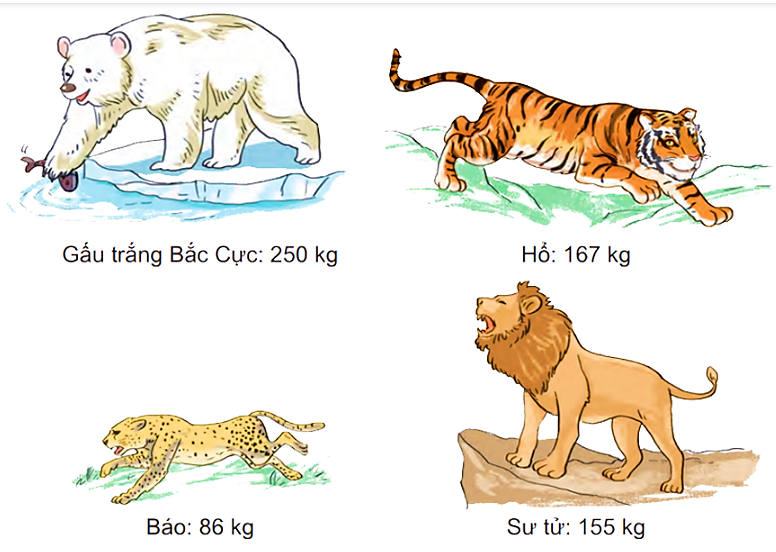 Gấu trắng Bắc Cực: 250 kg
Hổ: 167 kg
Báo: 86 kg
Sư tử: 155 kg